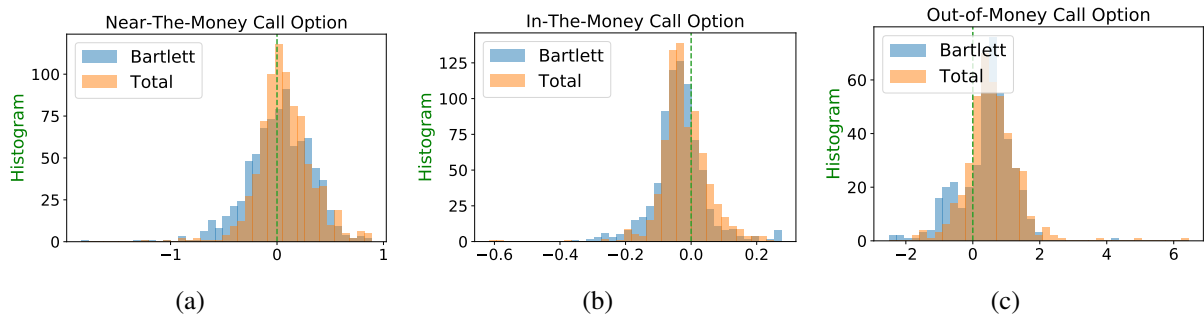 Near-The-Money Call Option
Bartlett
Total
Histogram
100
75
50
25
0
−1
0
1
(a)
In-The-Money Call Option
Bartlett
Total
Histogram
125
100
75
50
25
0
−0.6
−0.4
−0.2
0.0
0.2
(b)
Out-of-Money Call Option
Bartlett
Total
Histogram
60
40
20
0
−2
0
2
4
6
(c)